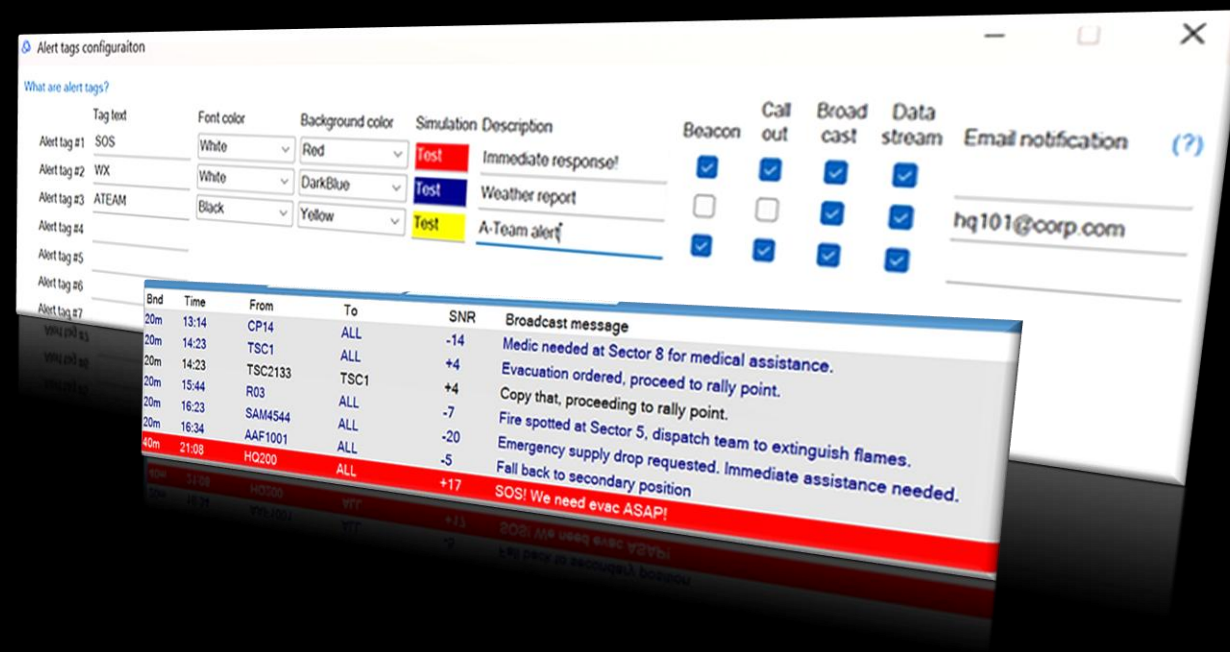 Alert tags configuraiton
What are alert tags?
Tag text Font color Background color Simulation Description Beacon Call out Broad cast Data stream Email notification (?)
Alert tag #1 SOS White Red Test Immediate response!
Alert tag #2 WX White DarkBlue Test Weather report hq101@corp.com
Alert tag #3 ATEAM Black Yellow Test A-Team alert
Alert tag #4
Alert tag #5
Alert tag #6
Alert tag #7
Bnd Time From To SNR Broadcast message
20m 13:14 CP14 ALL -14 Medic needed at Sector 8 for medical assistance.
20m 14:23 TSC1 ALL +4 Evacuation ordered, proceed to rally point.
20m 14:23 TSC2133 TSC1 +4 Copy that, proceeding to rally point.
20m 15:44 R03 ALL -7 Fire spotted at Sector 5, dispatch team to extinguish flames.
20m 16:23 SAM4544 ALL -20 Emergency supply drop requested. Immediate assistance needed.
20m 16:34 AAF1001 ALL -5 Fall back to secondary position
40m 21:08 HQ200 ALL +17 SOS! We need evac ASAP!